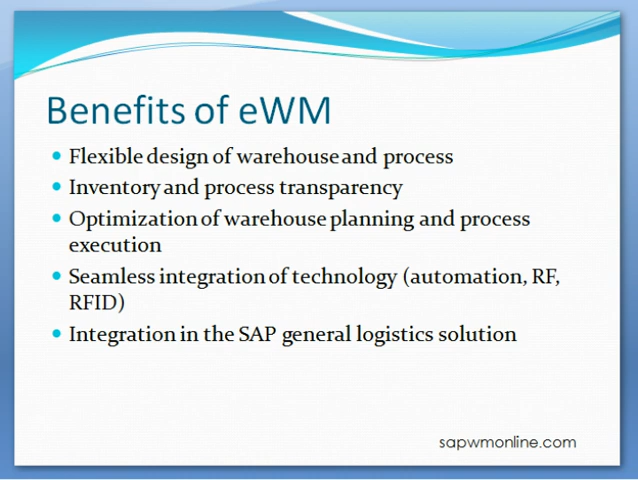 Benefits of eWM
• Flexible design of warehouse and process
• Inventory and process transparency
• Optimization of warehouse planning and process
execution
• Seamless integration of technology (automation, RF,
RFID)
• Integration in the SAP general logistics solution
sapwmonline.com